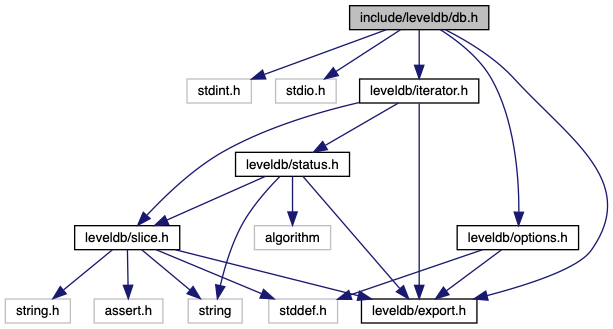 include/leveldb/db.h
stdint.h
stdio.h
leveldb/iterator.h
leveldb/status.h
leveldb/slice.h
algorithm
leveldb/options.h
string.h
assert.h
string
stddef.h
leveldb/export.h